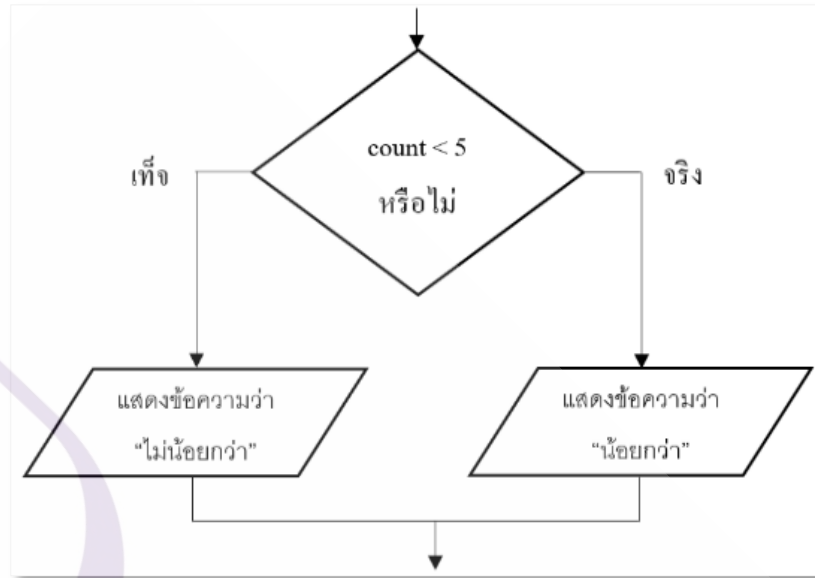 count < 5
หรือไม่
เท็จ
จริง
แสดงข้อความว่า
“ไม่น้อยกว่า”
แสดงข้อความว่า
“น้อยกว่า”